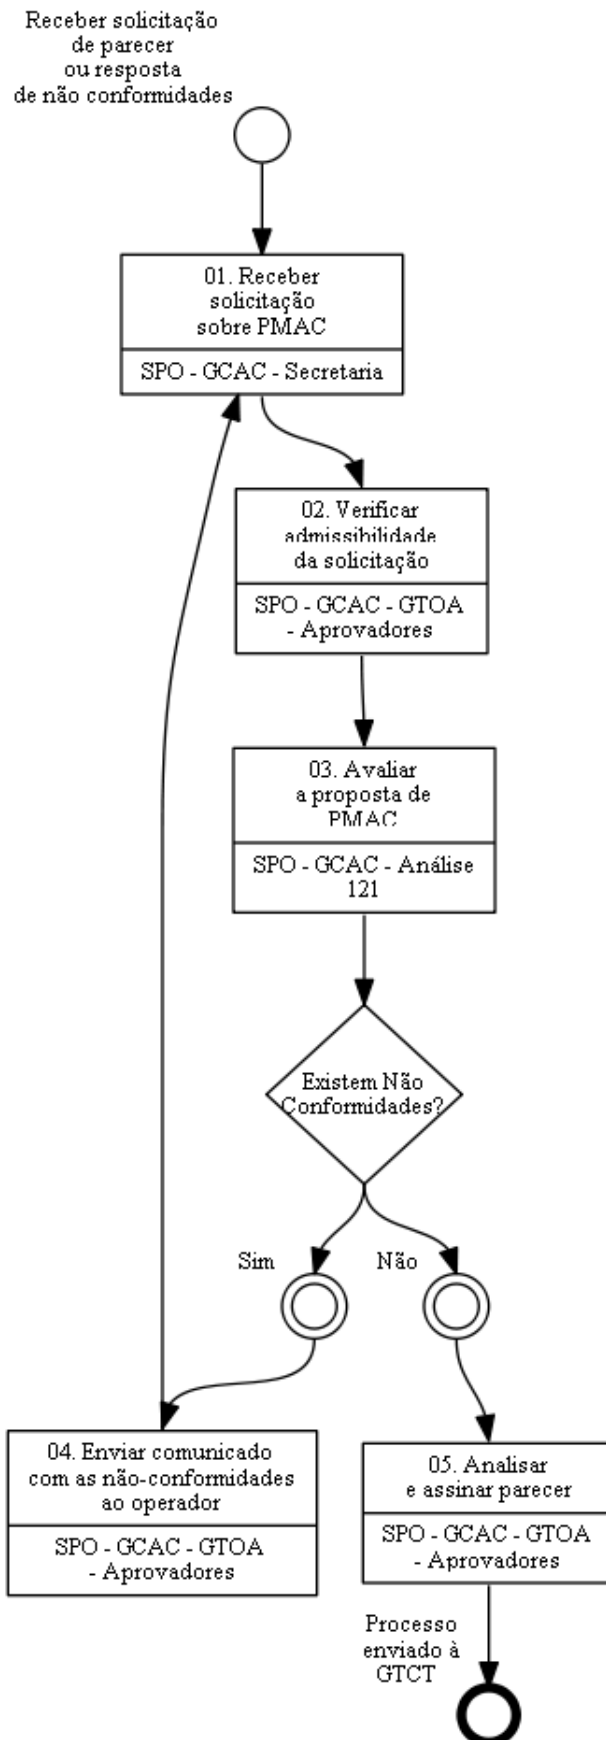 Receber solicitação
de parecer
ou resposta
de não conformidades
01. Receber
solicitação
sobre PMAC
SPO - GCAC - Secretaria
02. Verificar
admissibilidade
da solicitação
SPO - GCAC - GTOA
- Aprovadores
03. Avaliar
a proposta de
PMAC
SPO - GCAC - Análise
121
Existem Não
Conformidades?
Sim
Não
04. Enviar comunicado
com as não-conformidades
ao operador
SPO - GCAC - GTOA
- Aprovadores
05. Analisar
e assinar parecer
SPO - GCAC - GTOA
- Aprovadores
Processo
enviado à
GTCT